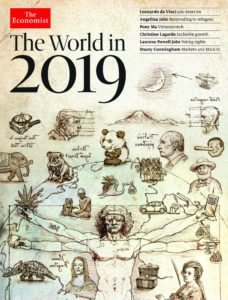 The
Economist
The World in
2019
Leonardo da Vinci 500 years on
Angelina Jolie Responding to refugees
Pony Ma Virtuous tech
Christine Lagarde Inclusive growth
Laurene Powell Jobs Voting rights
Stacey Cunningham Markets and Main St